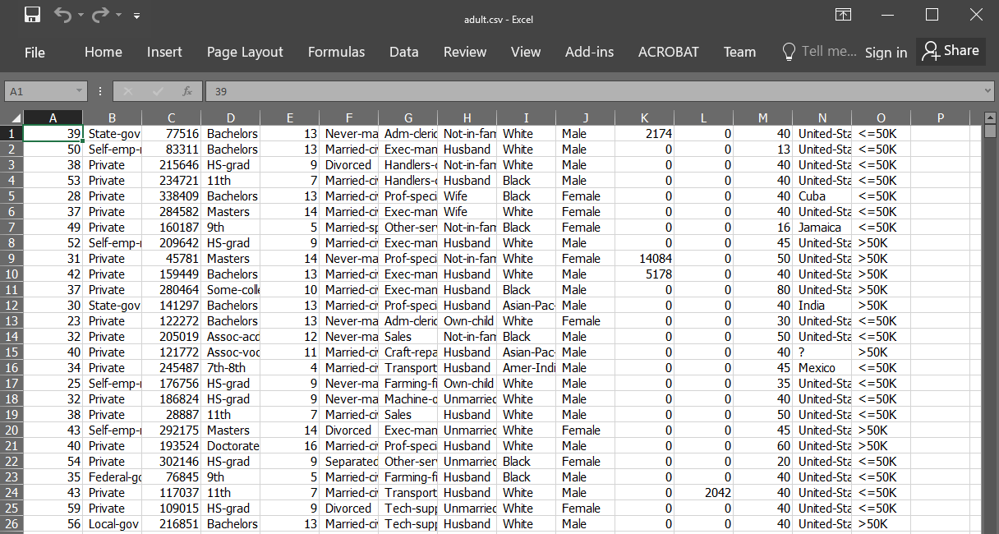 adult.csv - Excel
File Home Insert Page Layout Formulas Data Review View Add-ins ACROBAT Team Tell me... Sign in Share
A1 fx 39
A B C D E F G H I J K L M N O P
1 39 State-gov 77516 Bachelors 13 Never-ma Adm-cleric Not-in-fam White Male 2174 0 40 United-Sta <=50K
2 50 Self-emp-n 83311 Bachelors 13 Married-civ Exec-man Husband White Male 0 0 13 United-Sta <=50K
3 38 Private 215646 HS-grad 9 Divorced Handlers-c Not-in-fam White Male 0 0 40 United-Sta <=50K
4 53 Private 234721 11th 7 Married-civ Handlers-c Husband Black Male 0 0 40 United-Sta <=50K
5 28 Private 338409 Bachelors 13 Married-civ Prof-speci Wife Black Female 0 0 40 Cuba <=50K
6 37 Private 284582 Masters 14 Married-civ Exec-man Wife White Female 0 0 40 United-Sta <=50K
7 49 Private 160187 9th 5 Married-sp Other-serv Not-in-fam Black Female 0 0 16 Jamaica <=50K
8 52 Self-emp-n 209642 HS-grad 9 Married-civ Exec-man Husband White Male 0 0 45 United-Sta >50K
9 31 Private 45781 Masters 14 Never-ma Prof-speci Not-in-fam White Female 14084 0 50 United-Sta >50K
10 42 Private 159449 Bachelors 13 Married-civ Exec-man Husband White Male 5178 0 40 United-Sta >50K
11 37 Private 280464 Some-colle 10 Married-civ Exec-man Husband Black Male 0 0 80 United-Sta >50K
12 30 State-gov 141297 Bachelors 13 Married-civ Prof-speci Husband Asian-Pac- Male 0 0 40 India >50K
13 23 Private 122272 Bachelors 13 Never-ma Adm-cleric Own-child White Female 0 0 30 United-Sta <=50K
14 32 Private 205019 Assoc-acd 12 Never-ma Sales Not-in-fam Black Male 0 0 50 United-Sta <=50K
15 40 Private 121772 Assoc-voc 11 Married-civ Craft-repa Husband Asian-Pac- Male 0 0 40 ? >50K
16 34 Private 245487 7th-8th 4 Married-civ Transport Husband Amer-Indi Male 0 0 45 Mexico <=50K
17 25 Self-emp-n 176756 HS-grad 9 Never-ma Farming-fi Own-child White Male 0 0 35 United-Sta <=50K
18 32 Private 186824 HS-grad 9 Never-ma Machine-o Unmarried White Male 0 0 40 United-Sta <=50K
19 38 Private 28887 11th 7 Married-civ Sales Husband White Male 0 0 50 United-Sta <=50K
20 43 Self-emp-n 292175 Masters 14 Divorced Exec-man Unmarried White Female 0 0 45 United-Sta >50K
21 40 Private 193524 Doctorate 16 Married-civ Prof-speci Husband White Male 0 0 60 United-Sta >50K
22 54 Private 302146 HS-grad 9 Separated Other-serv Unmarried Black Female 0 0 20 United-Sta <=50K
23 35 Federal-go 76845 9th 5 Married-civ Farming-fi Husband Black Male 0 0 40 United-Sta <=50K
24 43 Private 117037 11th 7 Married-civ Transport Husband White Male 0 2042 40 United-Sta <=50K
25 59 Private 109015 HS-grad 9 Divorced Tech-supp Unmarried White Female 0 0 40 United-Sta <=50K
26 56 Local-gov 216851 Bachelors 13 Married-civ Tech-supp Husband White Male 0 0 40 United-Sta >50K